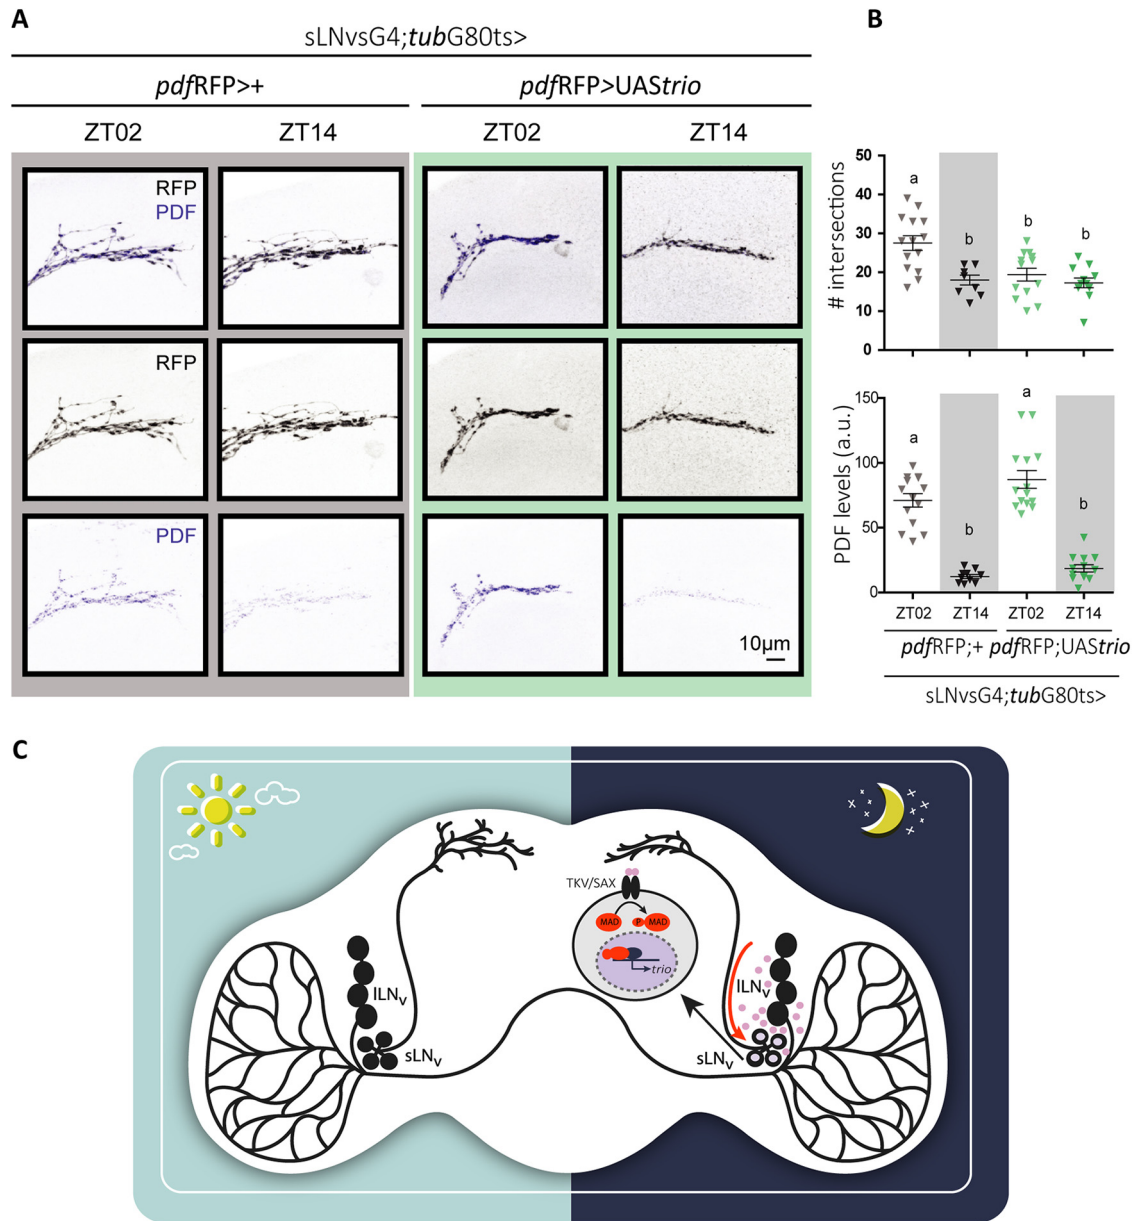 A
sLNvsG4;tubG80ts>
pdfRFP>+
pdfRFP>UAStrio
ZT02
ZT14
ZT02
ZT14
RFP
PDF
RFP
PDF
10µm
B
# intersections
50
40
30
20
10
0
a
b
b
b
PDF levels (a.u.)
150
100
50
0
a
b
a
b
ZT02
ZT14
ZT02
ZT14
pdfRFP;+
pdfRFP;UAStrio
sLNvsG4;tubG80ts>
C
TKV/SAX
MAD
P
MAD
trio
lLNv
sLNv
lLNv
sLNv